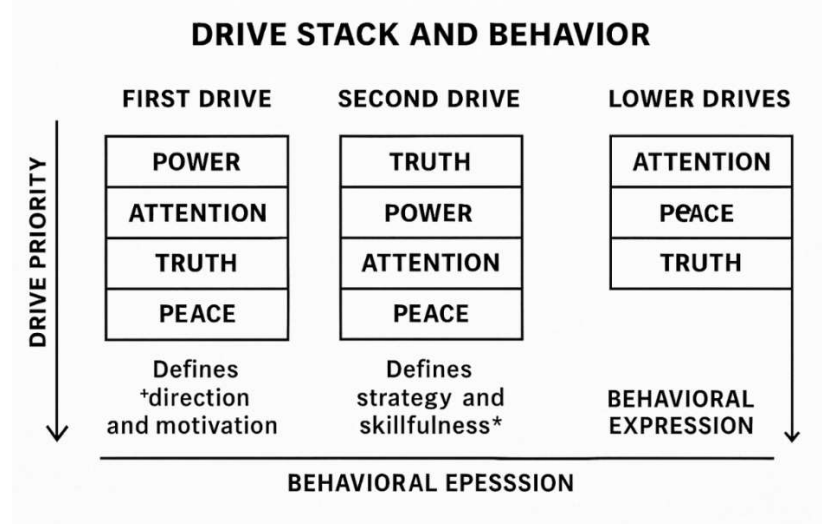 DRIVE STACK AND BEHAVIOR
FIRST DRIVE
SECOND DRIVE
LOWER DRIVES
DRIVE PRIORITY
POWER
ATTENTION
TRUTH
PEACE
Defines
+direction
and motivation
TRUTH
POWER
ATTENTION
PEACE
Defines
strategy and
skillfulness*
ATTENTION
PeACE
TRUTH
BEHAVIORAL
EXPRESSION
BEHAVIORAL EPESSSION